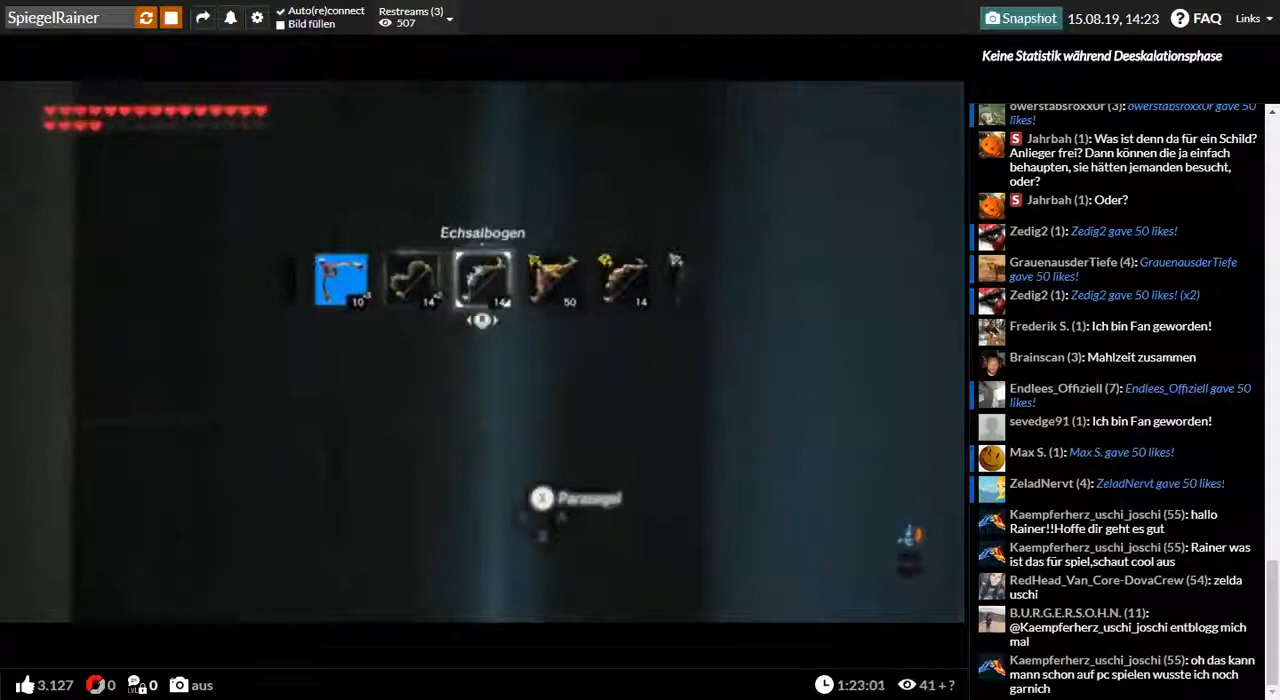 SpiegelRainer
Auto(re)connect
Bild füllen
Restreams (3)
507
Snapshot
15.08.19, 14:23
? FAQ
Links
Keine Statistik während Deeskalationsphase
owerstabsroxx0r (3): owerstabsroxx0r gave 50
likes!
S Jahrbah (1): Was ist denn da für ein Schild?
Anlieger frei? Dann können die ja einfach
behaupten, sie hätten jemanden besucht,
oder?
S Jahrbah (1): Oder?
Zedig2 (1): Zedig2 gave 50 likes!
GrauenausderTiefe (4): GrauenausderTiefe
gave 50 likes!
Zedig2 (1): Zedig2 gave 50 likes! (x2)
Frederik S. (1): Ich bin Fan geworden!
Brainscan (3): Mahlzeit zusammen
Endlees_Offiziell (7): Endlees_Offiziell gave 50
likes!
sevedge91 (1): Ich bin Fan geworden!
Max S. (1): Max S. gave 50 likes!
ZeladNervt (4): ZeladNervt gave 50 likes!
Kaempferherz_uschi_joschi (55): hallo
Rainer!!Hoffe dir geht es gut
Kaempferherz_uschi_joschi (55): Rainer was
ist das für spiel,schaut cool aus
RedHead_Van_Core-DovaCrew (54): zelda
uschi
B.U.R.G.E.R.S.O.H.N. (11):
@Kaempferherz_uschi_joschi entblogg mich
mal
Kaempferherz_uschi_joschi (55): oh das kann
mann schon auf pc spielen wusste ich noch
garnich
Echsalbogen
10 14 14 50 14
R
X Parasegel
3.127
0
LVL 0
aus
1:23:01
41 + ?